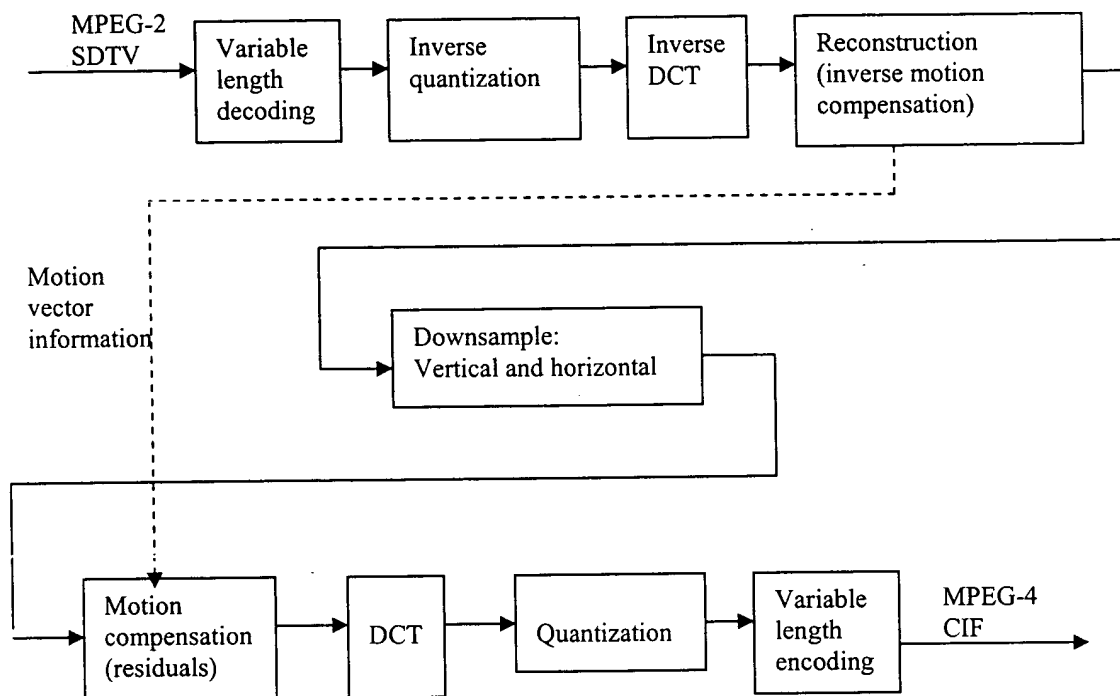 MPEG-2
SDTV
Variable
length
decoding
Inverse
quantization
Inverse
DCT
Reconstruction
(inverse motion
compensation)
Motion
vector
information
Downsample:
Vertical and horizontal
Motion
compensation
(residuals)
DCT
Quantization
Variable
length
encoding
MPEG-4
CIF